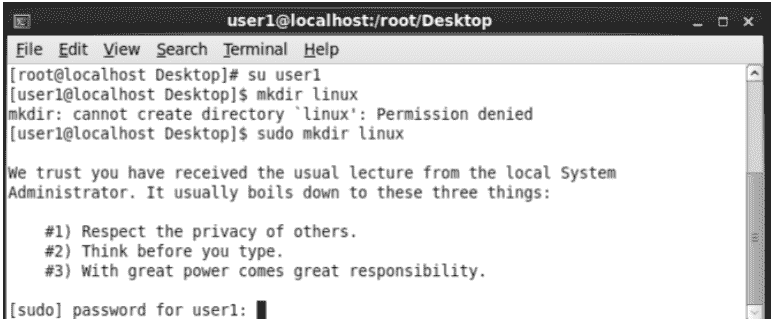 user1@localhost:/root/Desktop
File Edit View Search Terminal Help
[root@localhost Desktop]# su user1
[user1@localhost Desktop]$ mkdir linux
mkdir: cannot create directory `linux': Permission denied
[user1@localhost Desktop]$ sudo mkdir linux
We trust you have received the usual lecture from the local System
Administrator. It usually boils down to these three things:
#1) Respect the privacy of others.
#2) Think before you type.
#3) With great power comes great responsibility.
[sudo] password for user1: